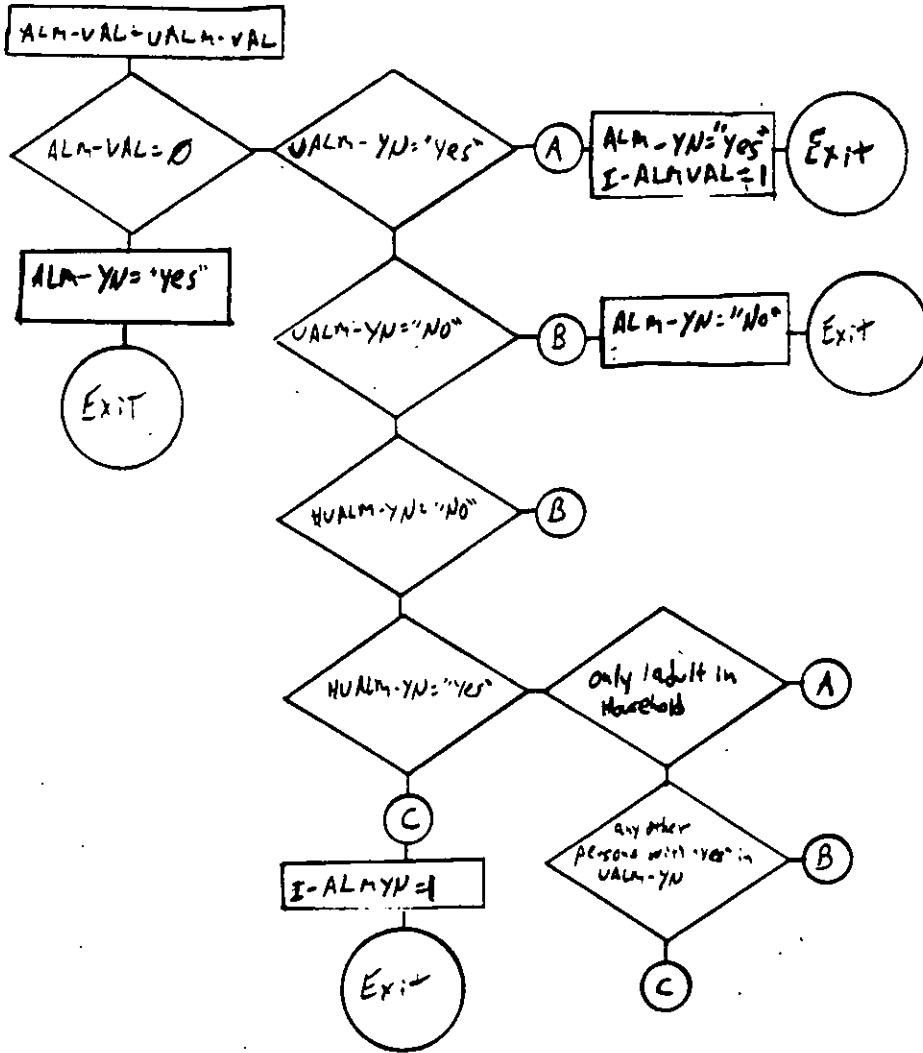 ALM-VAL=UALM-VAL
ALM-VAL=Ø
UALM-YN="Yes"
A
ALM-YN="Yes"
I-ALMVAL=1
Exit
ALM-YN="Yes"
UALM-YN="No"
B
ALM-YN="No"
Exit
Exit
HUALM-YN="No"
B
HUALM-YN="Yes"
only 1 adult in
Household
A
C
any other
persons with "Yes" in
UALM-YN
B
I-ALMYN=1
Exit
C